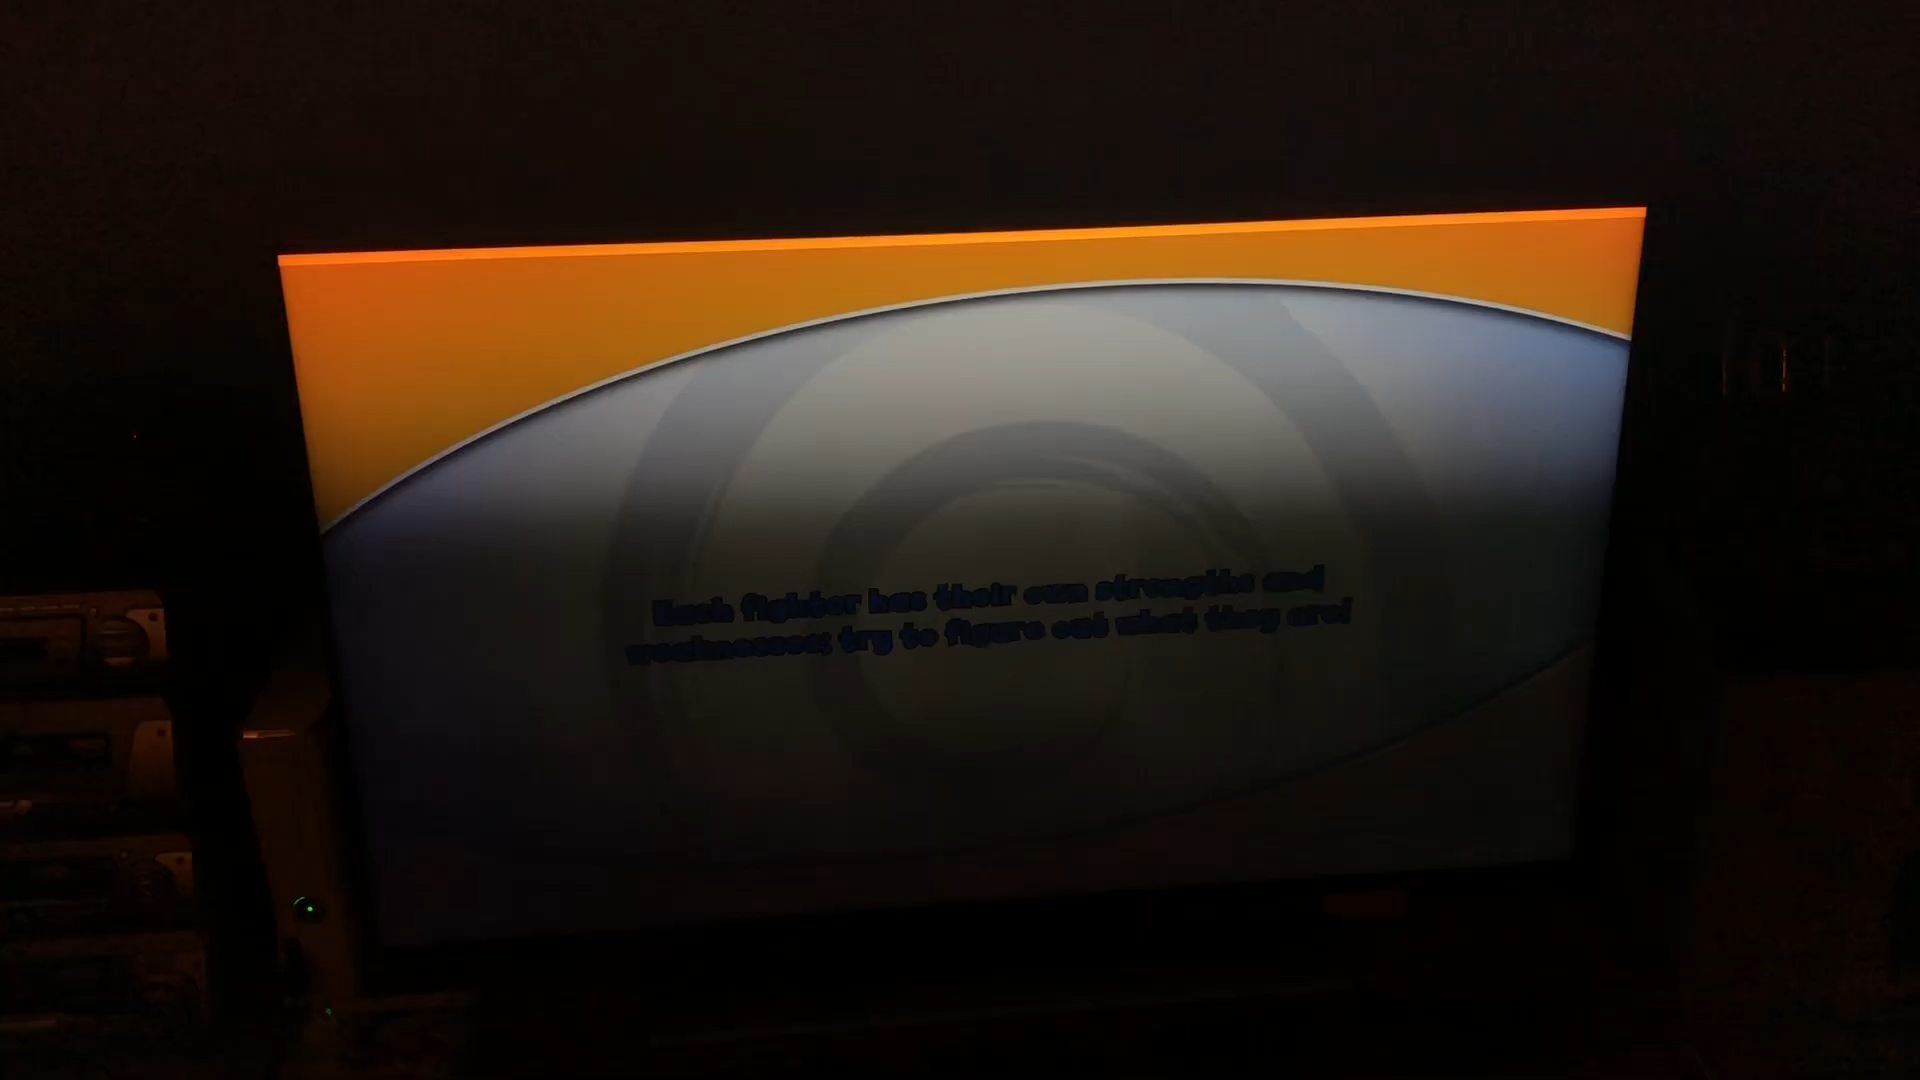 Each fighter has their own strengths and
weaknesses; try to figure out what they are!